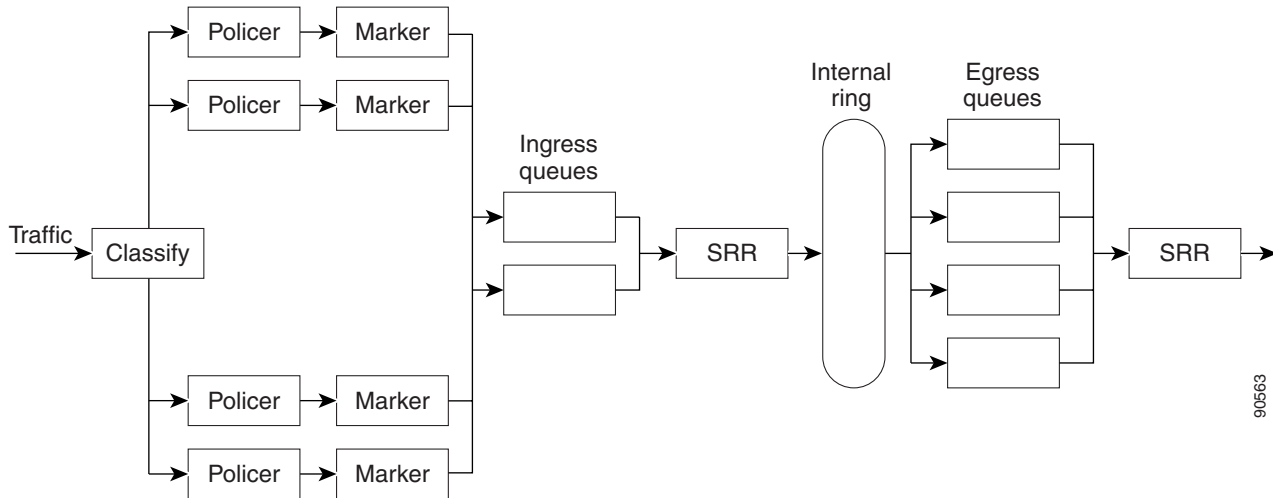 Policer
Marker
Policer
Marker
Internal
ring
Egress
queues
Ingress
queues
Traffic
Classify
SRR
SRR
Policer
Marker
Policer
Marker
90563